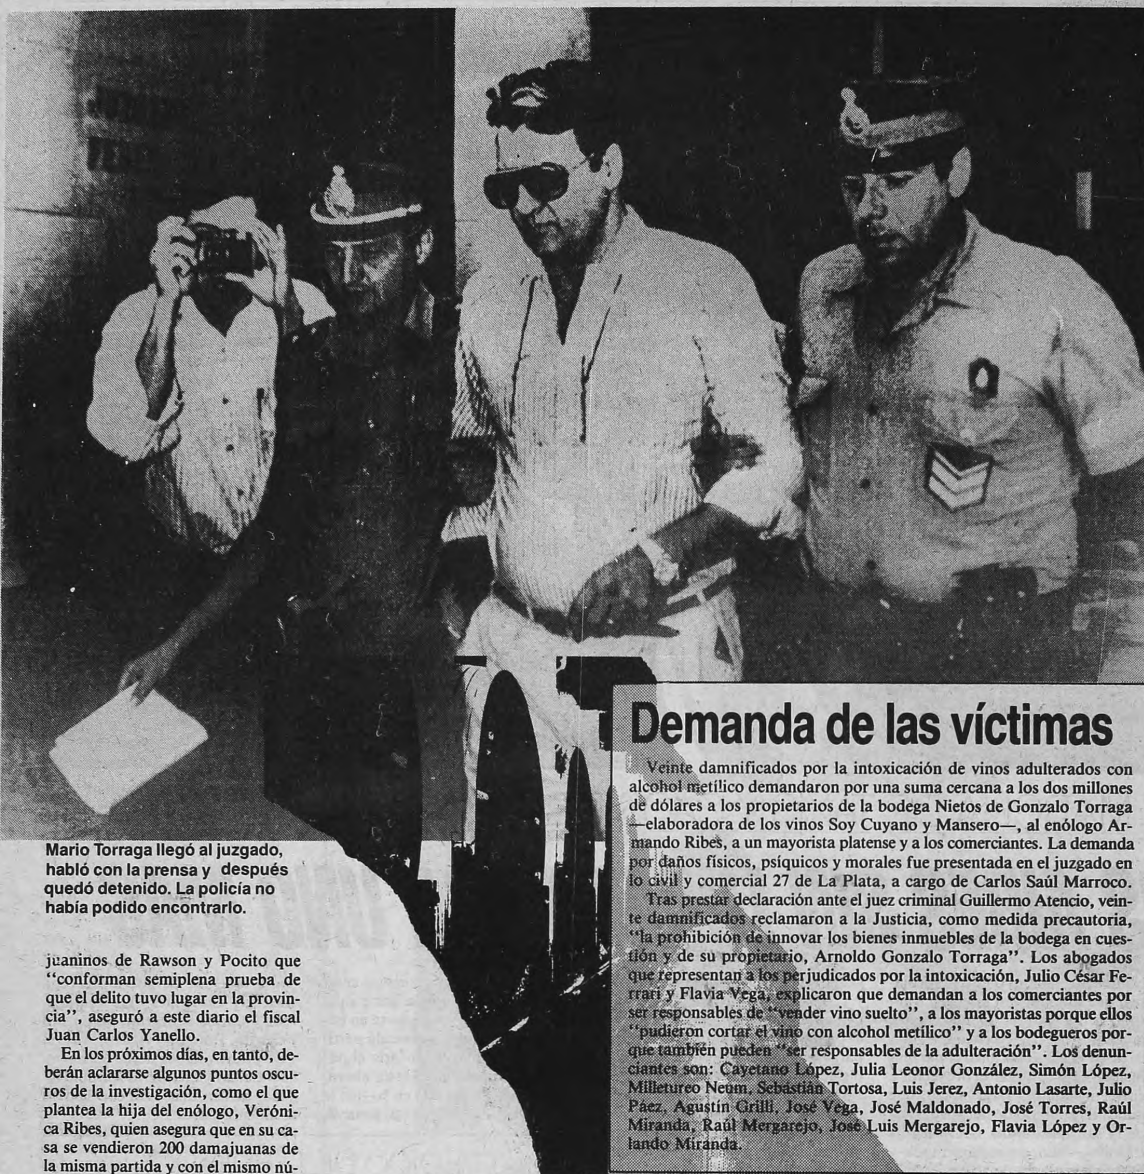 Mario Torraga llegó al juzgado,
habló con la prensa y después
quedó detenido. La policía no
había podido encontrarlo.
juaninos de Rawson y Pocito que
“conforman semiplena prueba de
que el delito tuvo lugar en la provin-
cia”, aseguró a este diario el fiscal
Juan Carlos Yanello.
En los próximos días, en tanto, de-
berán aclararse algunos puntos oscu-
ros de la investigación, como el que
plantea la hija del enólogo, Veróni-
ca Ribes, quien asegura que en su ca-
sa se vendieron 200 damajuanas de
la misma partida y con el mismo nú-
Demanda de las víctimas
Veinte damnificados por la intoxicación de vinos adulterados con
alcohol metílico demandaron por una suma cercana a los dos millones
de dólares a los propietarios de la bodega Nietos de Gonzalo Torraga
—elaboradora de los vinos Soy Cuyano y Mansero—, al enólogo Ar-
mando Ribes, a un mayorista platense y a los comerciantes. La demanda
por daños físicos, psíquicos y morales fue presentada en el juzgado en
lo civil y comercial 27 de La Plata, a cargo de Carlos Saúl Marroco.
Tras prestar declaración ante el juez criminal Guillermo Atencio, vein-
te damnificados reclamaron a la Justicia, como medida precautoria,
“la prohibición de innovar los bienes inmuebles de la bodega en cues-
tión y de su propietario, Arnoldo Gonzalo Torraga”. Los abogados
que representan a los perjudicados por la intoxicación, Julio César Fe-
rrari y Flavia Vega, explicaron que demandan a los comerciantes por
ser responsables de “vender vino suelto”, a los mayoristas porque ellos
“pudieron cortar el vino con alcohol metílico” y a los bodegueros por-
que también pueden “ser responsables de la adulteración”. Los denun-
ciantes son: Cayetano López, Julia Leonor González, Simón López,
Milletureo Neum, Sebastián Tortosa, Luis Jerez, Antonio Lasarte, Julio
Páez, Agustín Grilli, José Vega, José Maldonado, José Torres, Raúl
Miranda, Raúl Mergarejo, José Luis Mergarejo, Flavia López y Or-
lando Miranda.